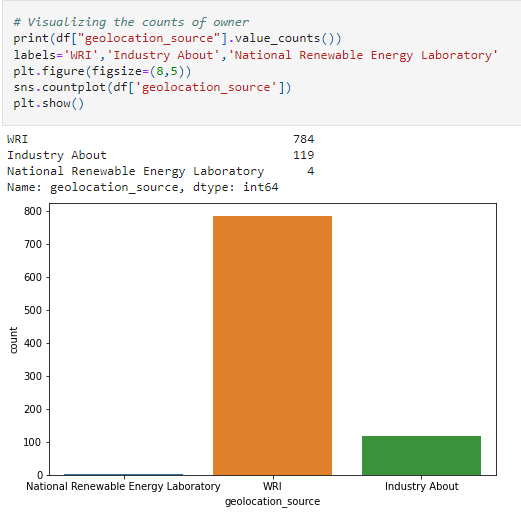 # Visualizing the counts of owner
print(df["geolocation_source"].value_counts())
labels='WRI','Industry About','National Renewable Energy Laboratory'
plt.figure(figsize=(8,5))
sns.countplot(df['geolocation_source'])
plt.show()
WRI 784
Industry About 119
National Renewable Energy Laboratory 4
Name: geolocation_source, dtype: int64
800
700
600
500
400
300
200
100
0
count
National Renewable Energy Laboratory WRI Industry About
geolocation_source